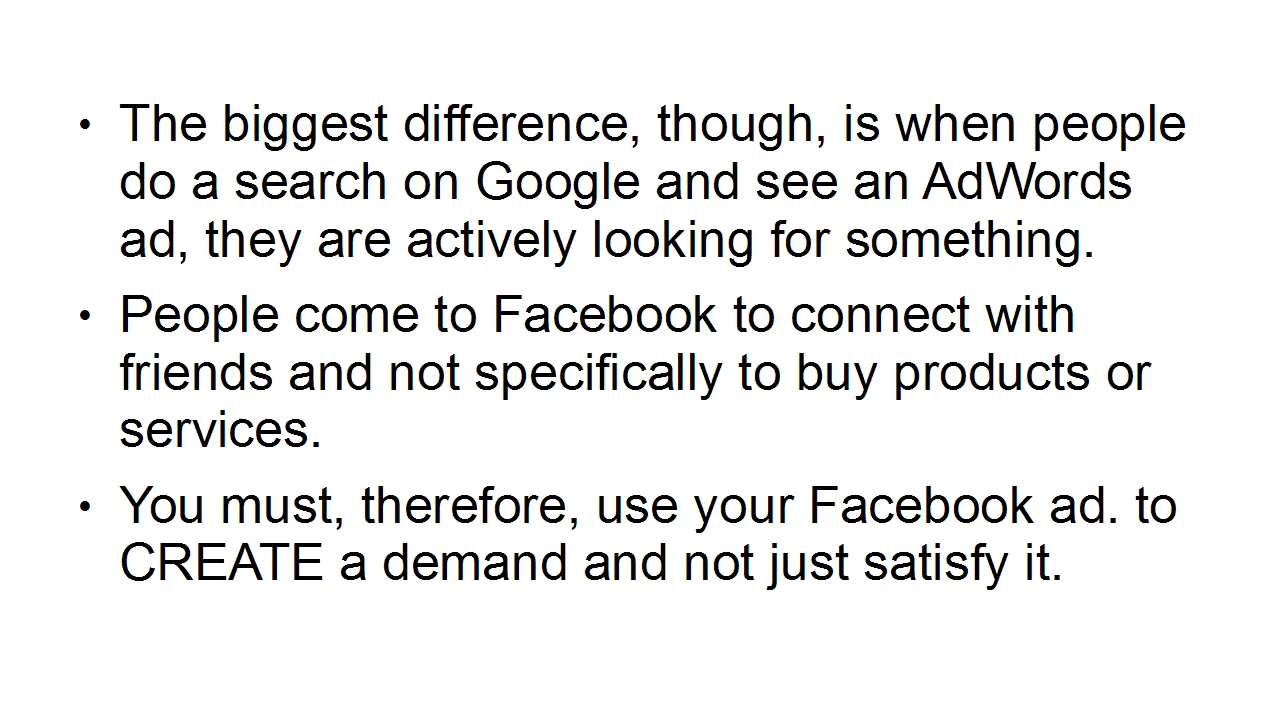 • The biggest difference, though, is when people
do a search on Google and see an AdWords
ad, they are actively looking for something.
• People come to Facebook to connect with
friends and not specifically to buy products or
services.
• You must, therefore, use your Facebook ad. to
CREATE a demand and not just satisfy it.